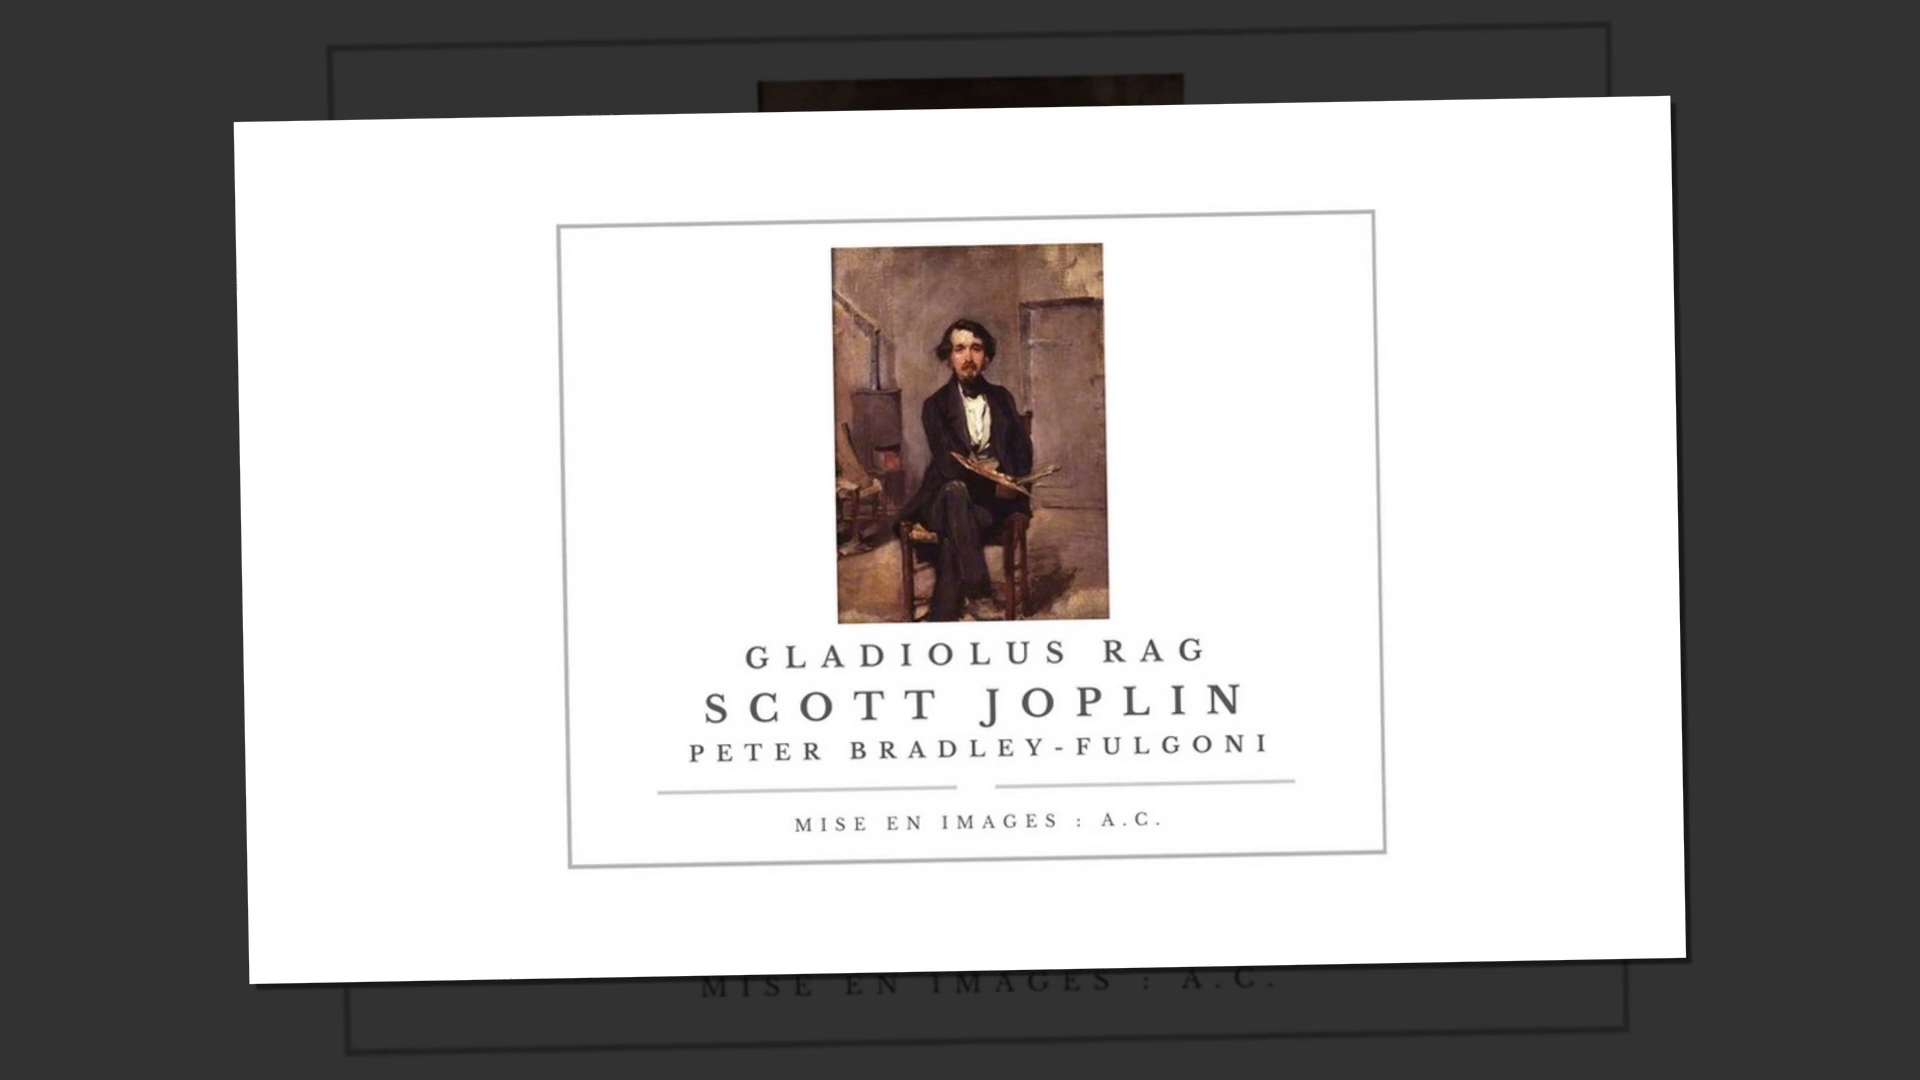 GLADIOLUS RAG
SCOTT JOPLIN
PETER BRADLEY-FULGONI
MISE EN IMAGES : A.C.
MISE EN IMAGES : A.C.